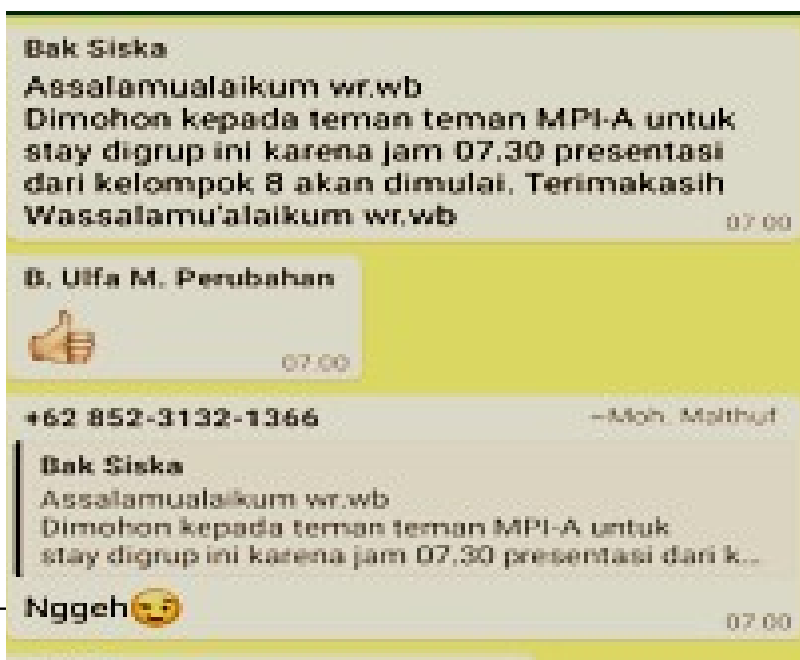 Bak Siska
Assalamualaikum wr.wb
Dimohon kepada teman teman MPI-A untuk
stay digrup ini karena jam 07.30 presentasi
dari kelompok 8 akan dimulai. Terimakasih
Wassalamu'alaikum wr.wb
07.00
B. Ulfa M. Perubahan
👍
07.00
+62 852-3132-1366 ~Moh. Malthuf
Bak Siska
Assalamualaikum wr.wb
Dimohon kepada teman teman MPI-A untuk
stay digrup ini karena jam 07.30 presentasi dari k...
Nggeh😉
07.00